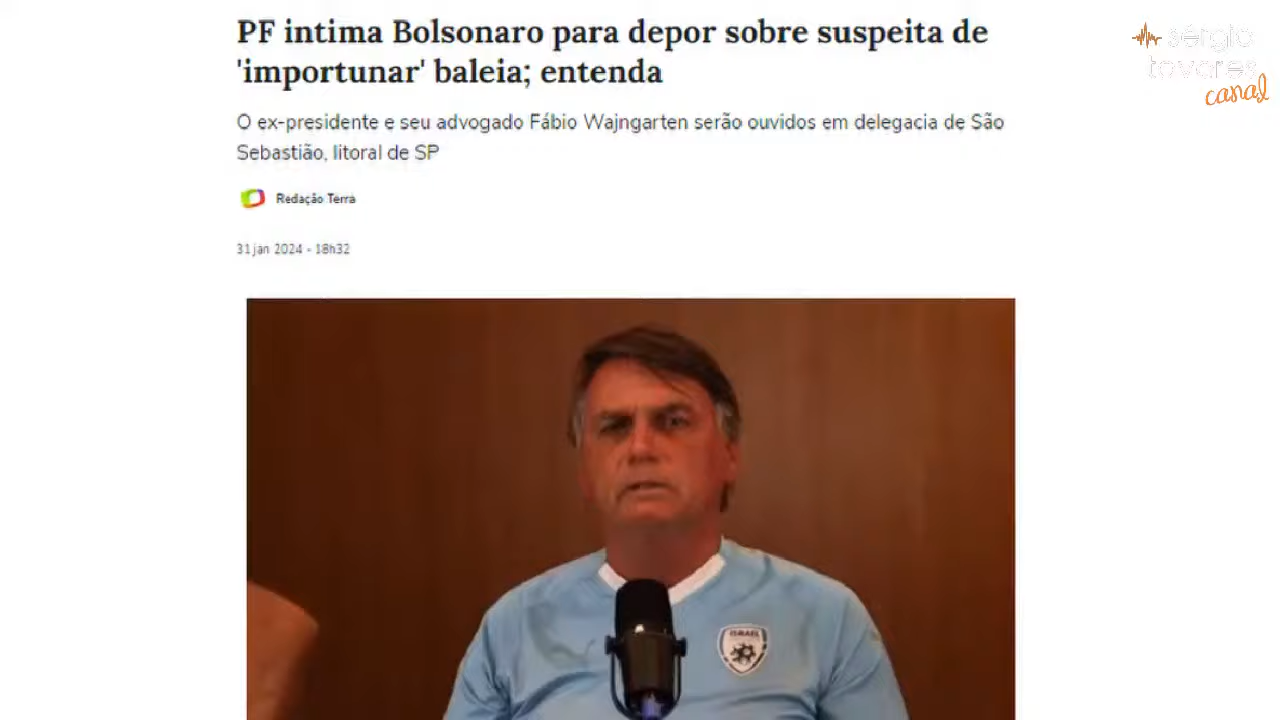 PF intima Bolsonaro para depor sobre suspeita de
'importunar' baleia; entenda
O ex-presidente e seu advogado Fábio Wajngarten serão ouvidos em delegacia de São
Sebastião, litoral de SP
Redação Terra
31 jan 2024 - 18h32
sérgio
tavares
canal
ISRAEL